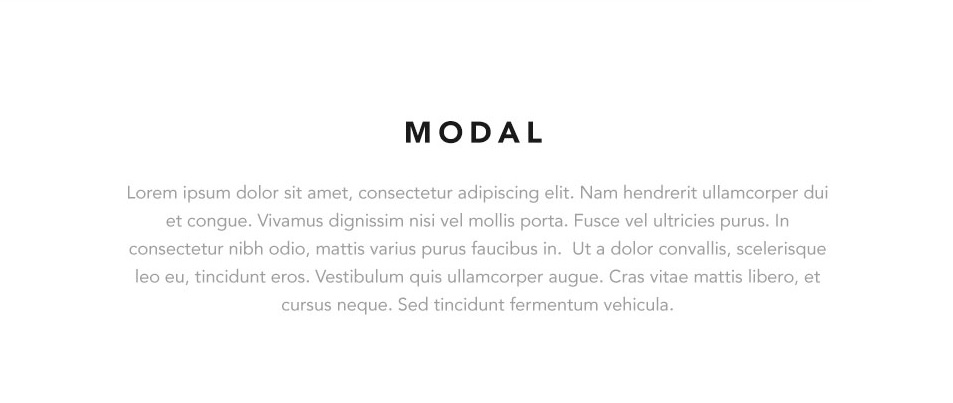 MODAL
Lorem ipsum dolor sit amet, consectetur adipiscing elit. Nam hendrerit ullamcorper dui
et congue. Vivamus dignissim nisi vel mollis porta. Fusce vel ultricies purus. In
consectetur nibh odio, mattis varius purus faucibus in.  Ut a dolor convallis, scelerisque
leo eu, tincidunt eros. Vestibulum quis ullamcorper augue. Cras vitae mattis libero, et
cursus neque. Sed tincidunt fermentum vehicula.